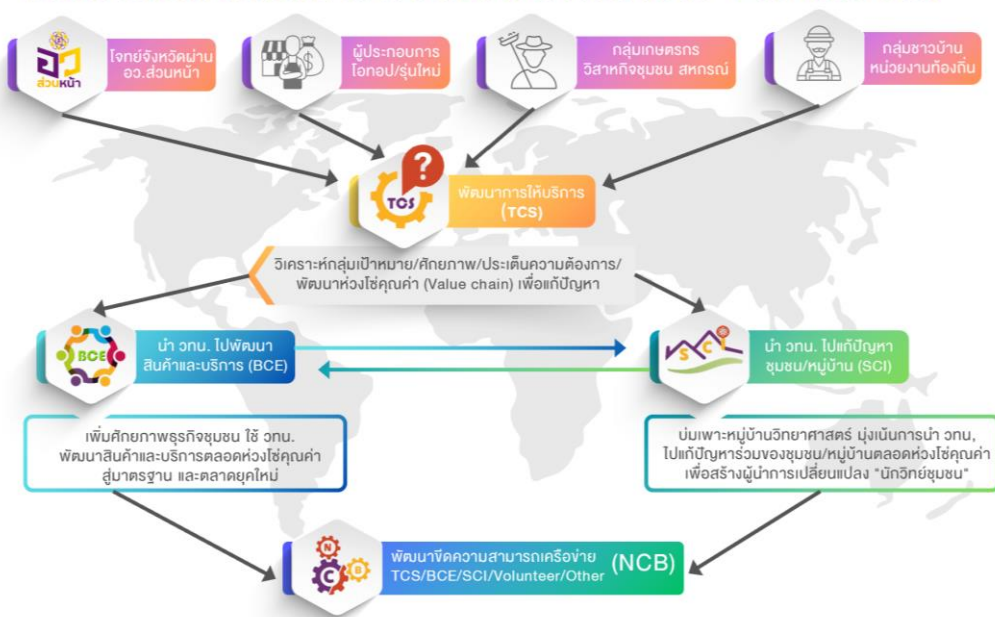 อว
ส่วนหน้า
โจทย์จังหวัดผ่าน
อว.ส่วนหน้า
ผู้ประกอบการ
โอทอป/รุ่นใหม่
กลุ่มเกษตรกร
วิสาหกิจชุมชน สหกรณ์
กลุ่มชาวบ้าน
หน่วยงานท้องถิ่น
?
TCS
พัฒนาการให้บริการ
(TCS)
วิเคราะห์กลุ่มเป้าหมาย/ศักยภาพ/ประเด็นความต้องการ/
พัฒนาห่วงโซ่คุณค่า (Value chain) เพื่อแก้ปัญหา
BCE
นำ วทน. ไปพัฒนา
สินค้าและบริการ (BCE)
SCI
นำ วทน. ไปแก้ปัญหา
ชุมชน/หมู่บ้าน (SCI)
เพิ่มศักยภาพธุรกิจชุมชน ใช้ วทน.
พัฒนาสินค้าและบริการตลอดห่วงโซ่คุณค่า
สู่มาตรฐาน และตลาดยุคใหม่
บ่มเพาะหมู่บ้านวิทยาศาสตร์ มุ่งเน้นการนำ วทน,
ไปแก้ปัญหาร่วมของชุมชน/หมู่บ้านตลอดห่วงโซ่คุณค่า
เพื่อสร้างผู้นำการเปลี่ยนแปลง "นักวิทย์ชุมชน"
N
C B
พัฒนาขีดความสามารถเครือข่าย (NCB)
TCS/BCE/SCI/Volunteer/Other